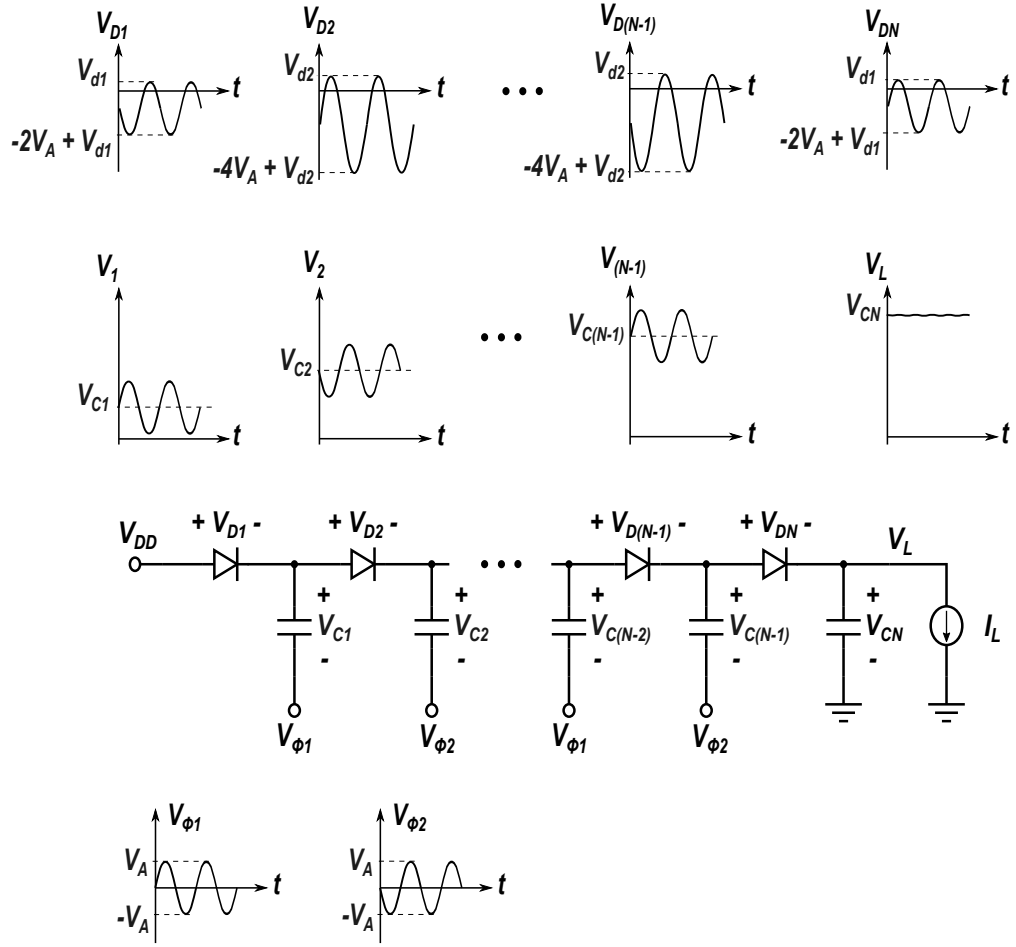 V_D1 V_D2 V_D(N-1) V_DN
V_d1 t V_d2 t V_d2 t V_d1 t
-2V_A + V_d1 -4V_A + V_d2 -4V_A + V_d2 -2V_A + V_d1
V_1 V_2 V_(N-1) V_L
V_C1 t V_C2 t V_C(N-1) t V_CN t
+ V_D1 - + V_D2 - + V_D(N-1) - + V_DN -
V_DD V_L
+ + + + +
V_C1 V_C2 V_C(N-2) V_C(N-1) V_CN I_L
- - - - -
V_Φ1 V_Φ2 V_Φ1 V_Φ2
V_Φ1 V_Φ2
V_A t V_A t
-V_A -V_A